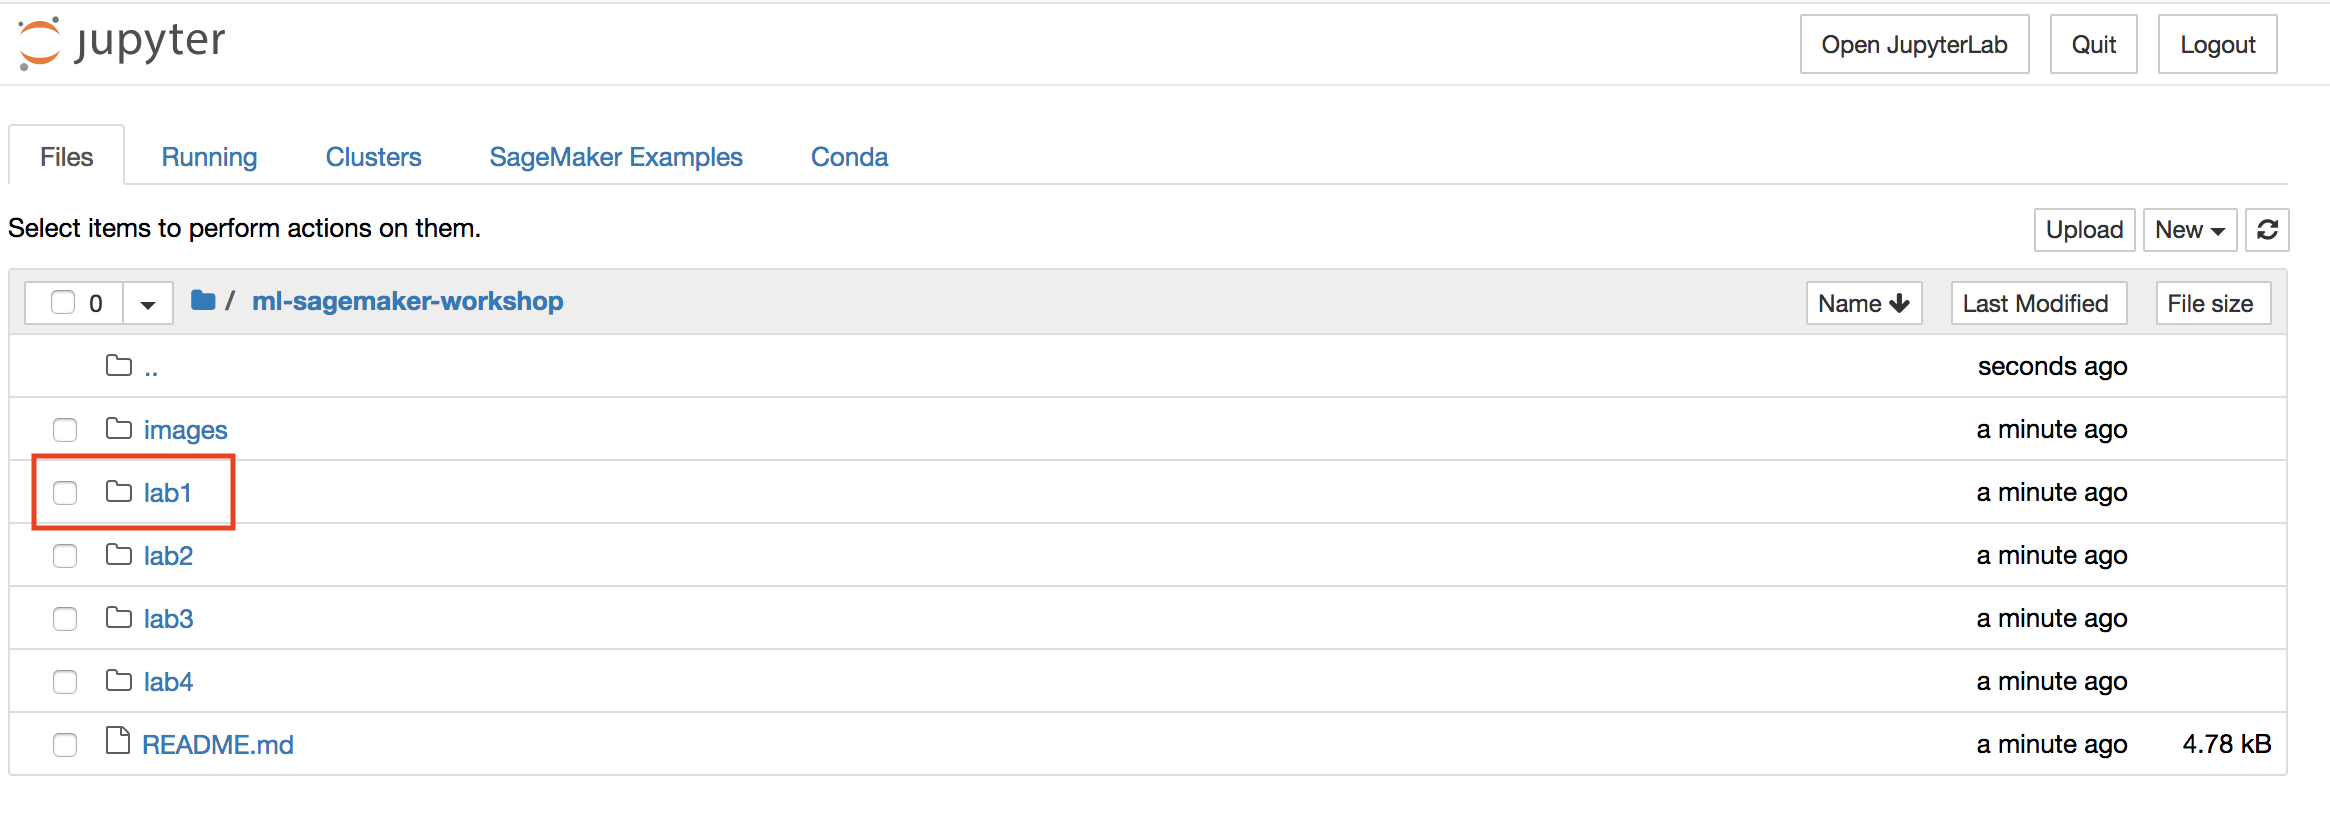 jupyter Open JupyterLab Quit Logout
Files Running Clusters SageMaker Examples Conda
Select items to perform actions on them. Upload New
0 / ml-sagemaker-workshop Name Last Modified File size
.. seconds ago
images a minute ago
lab1 a minute ago
lab2 a minute ago
lab3 a minute ago
lab4 a minute ago
README.md a minute ago 4.78 kB